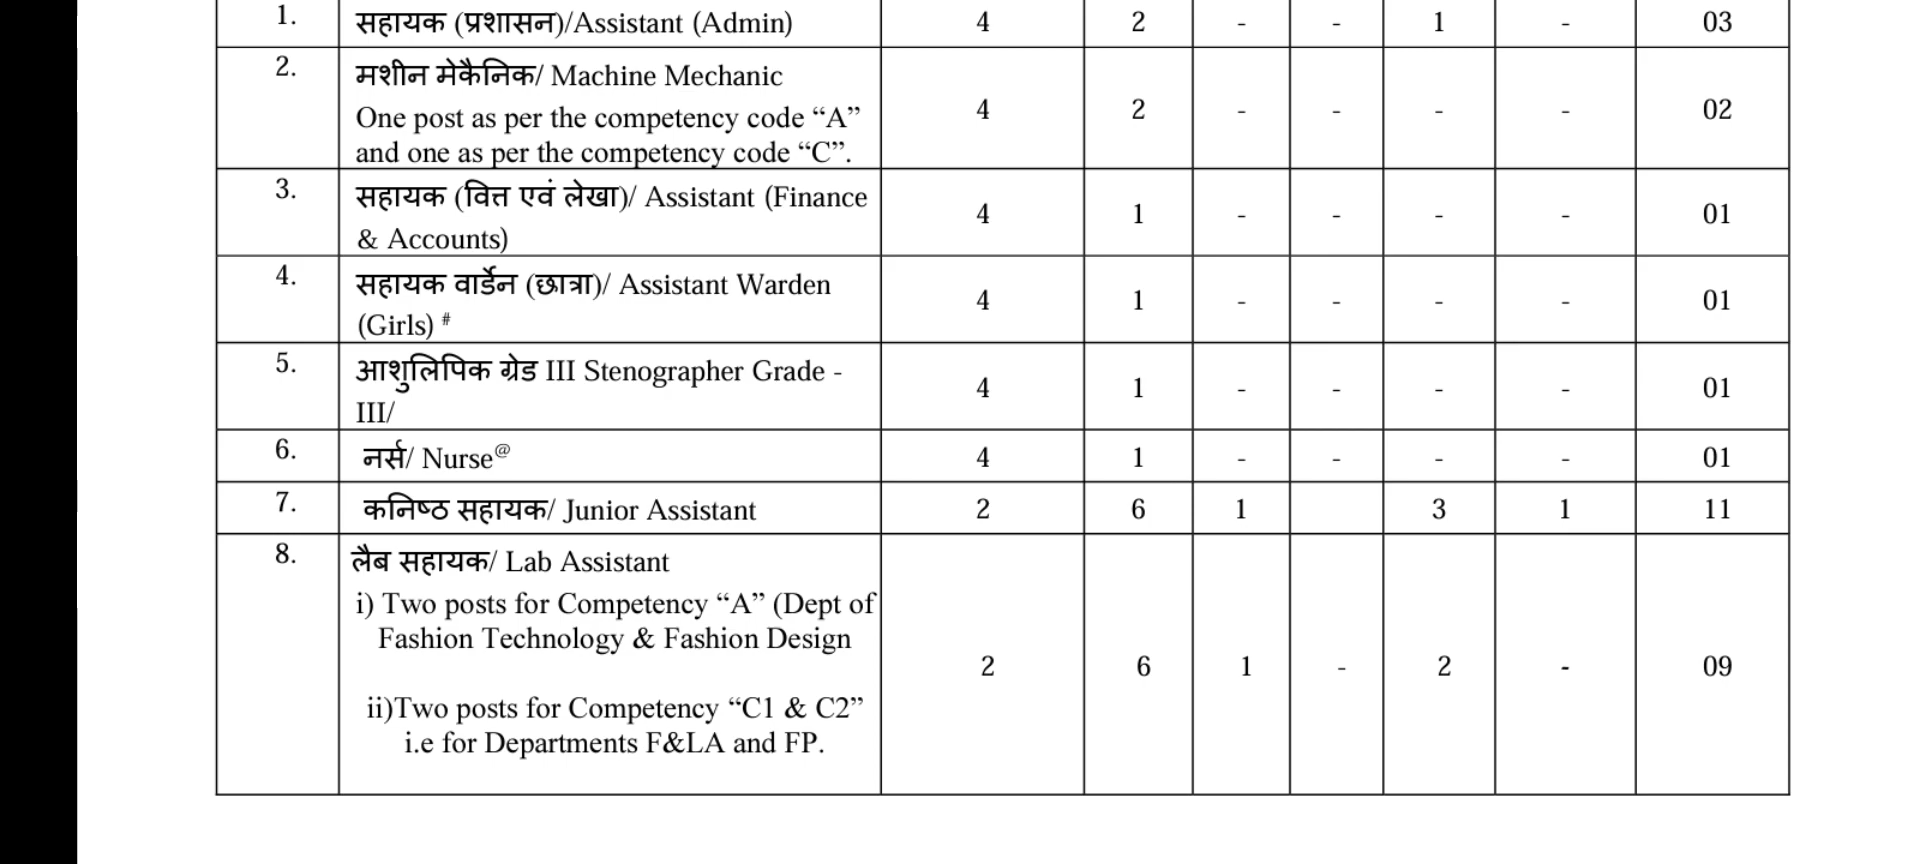 1. सहायक (प्रशासन)/Assistant (Admin) 4 2 - - 1 - 03
2. मशीन मेकैनिक/ Machine Mechanic
One post as per the competency code “A”
and one as per the competency code “C”. 4 2 - - - - 02
3. सहायक (वित्त एवं लेखा)/ Assistant (Finance
& Accounts) 4 1 - - - - 01
4. सहायक वार्डेन (छात्रा)/ Assistant Warden
(Girls) # 4 1 - - - - 01
5. आशुलिपिक ग्रेड III Stenographer Grade -
III/ 4 1 - - - - 01
6. नर्स/ Nurse@ 4 1 - - - - 01
7. कनिष्ठ सहायक/ Junior Assistant 2 6 1 3 1 11
8. लैब सहायक/ Lab Assistant
i) Two posts for Competency “A” (Dept of
Fashion Technology & Fashion Design
2 6 1 - 2 - 09
ii)Two posts for Competency “C1 & C2”
i.e for Departments F&LA and FP.